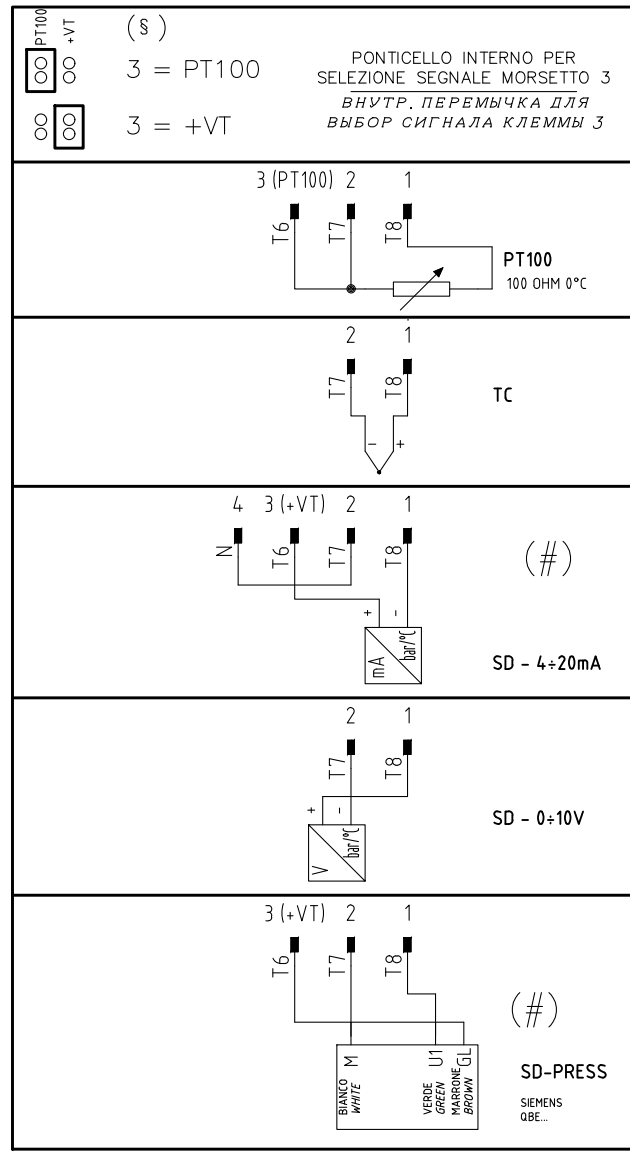 PT100
+VT
(§)
3 = PT100
3 = +VT
PONTICELLO INTERNO PER
SELEZIONE SEGNALE MORSETTO 3
ВНУТР. ПЕРЕМЫЧКА ДЛЯ
ВЫБОР СИГНАЛА КЛЕММЫ 3
3 (PT100) 2 1
T6 T7 T8
PT100
100 OHM 0°C
2 1
T7 T8
- +
TC
4 3 (+VT) 2 1
N T6 T7 T8
(#)
+ -
mA bar/°C
SD - 4÷20mA
2 1
T7 T8
+ -
V bar/°C
SD - 0÷10V
3 (+VT) 2 1
T6 T7 T8
(#)
M U1 GL
BIANCO
WHITE
VERDE
GREEN
MARRONE
BROWN
SD-PRESS
SIEMENS
QBE...